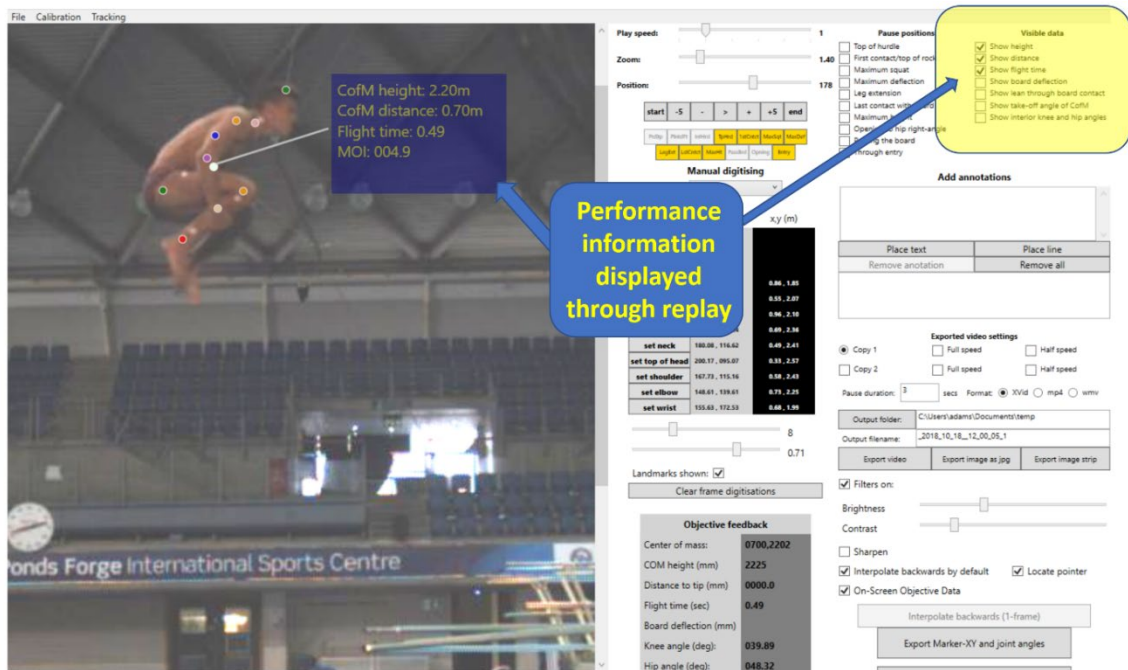 File Calibration Tracking
CofM height: 2.20m
CofM distance: 0.70m
Flight time: 0.49
MOI: 004.9
Ponds Forge International Sports Centre
Performance
information
displayed
through replay
Play speed: 1
Zoom: 1.40
Position: 178
start -5 - > + +5 end
TpHrd MaxSqt MaxDef
LegExt LstCntct MaxHt Opening Entry
Manual digitising
x,y (m)
0.86 , 1.85
0.55 , 2.07
0.96 , 2.10
0.69 , 2.36
set neck 180.08 , 116.62 0.49 , 2.41
set top of head 200.17 , 095.07 0.33 , 2.57
set shoulder 167.73 , 115.16 0.58 , 2.43
set elbow 148.61 , 139.61 0.73 , 2.25
set wrist 155.63 , 172.53 0.68 , 1.99
8
0.71
Landmarks shown:
Clear frame digitisations
Objective feedback
Center of mass: 0700,2202
COM height (mm) 2225
Distance to tip (mm) 0000.0
Flight time (sec) 0.49
Board deflection (mm)
Knee angle (deg): 039.89
Hip angle (deg): 048.32
Pause positions
Top of hurdle
First contact/top of rock
Maximum squat
Maximum deflection
Leg extension
Last contact with
Maximum
hip right-angle
the board
Through entry
Visible data
Show height
Show distance
Show flight time
Show board deflection
Show lean through board contact
Show take-off angle of CofM
Show interior knee and hip angles
Add annotations
Place text Place line
Remove anotation Remove all
Exported video settings
Copy 1 Full speed Half speed
Copy 2 Full speed Half speed
Pause duration: 3 secs Format: XVid mp4 wmv
Output folder: C:\Users\adams\Documents\temp
Output filename: _2018_10_18__12_00_05_1
Export video Export image as jpg Export image strip
Filters on:
Brightness
Contrast
Sharpen
Interpolate backwards by default Locate pointer
On-Screen Objective Data
Interpolate backwards (1-frame)
Export Marker-XY and joint angles